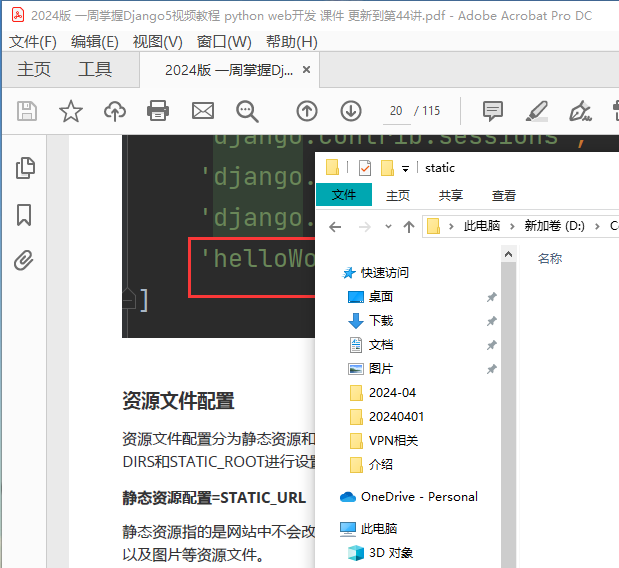 2024版 一周掌握Django5视频教程 python web开发 课件 更新到第44讲.pdf - Adobe Acrobat Pro DC
文件(F) 编辑(E) 视图(V) 窗口(W) 帮助(H)
主页 工具 2024版 一周掌握Dj... ×
20 / 115
'django.contrib.sessions',
'django.
'django.
'helloWo
]
资源文件配置
资源文件配置分为静态资源和
DIRS和STATIC_ROOT进行设置
静态资源配置=STATIC_URL
静态资源指的是网站中不会改
以及图片等资源文件。
static
文件 主页 共享 查看
此电脑 › 新加卷 (D:) ›
名称
快速访问
桌面
下载
文档
图片
2024-04
20240401
VPN相关
介绍
OneDrive - Personal
此电脑
3D 对象